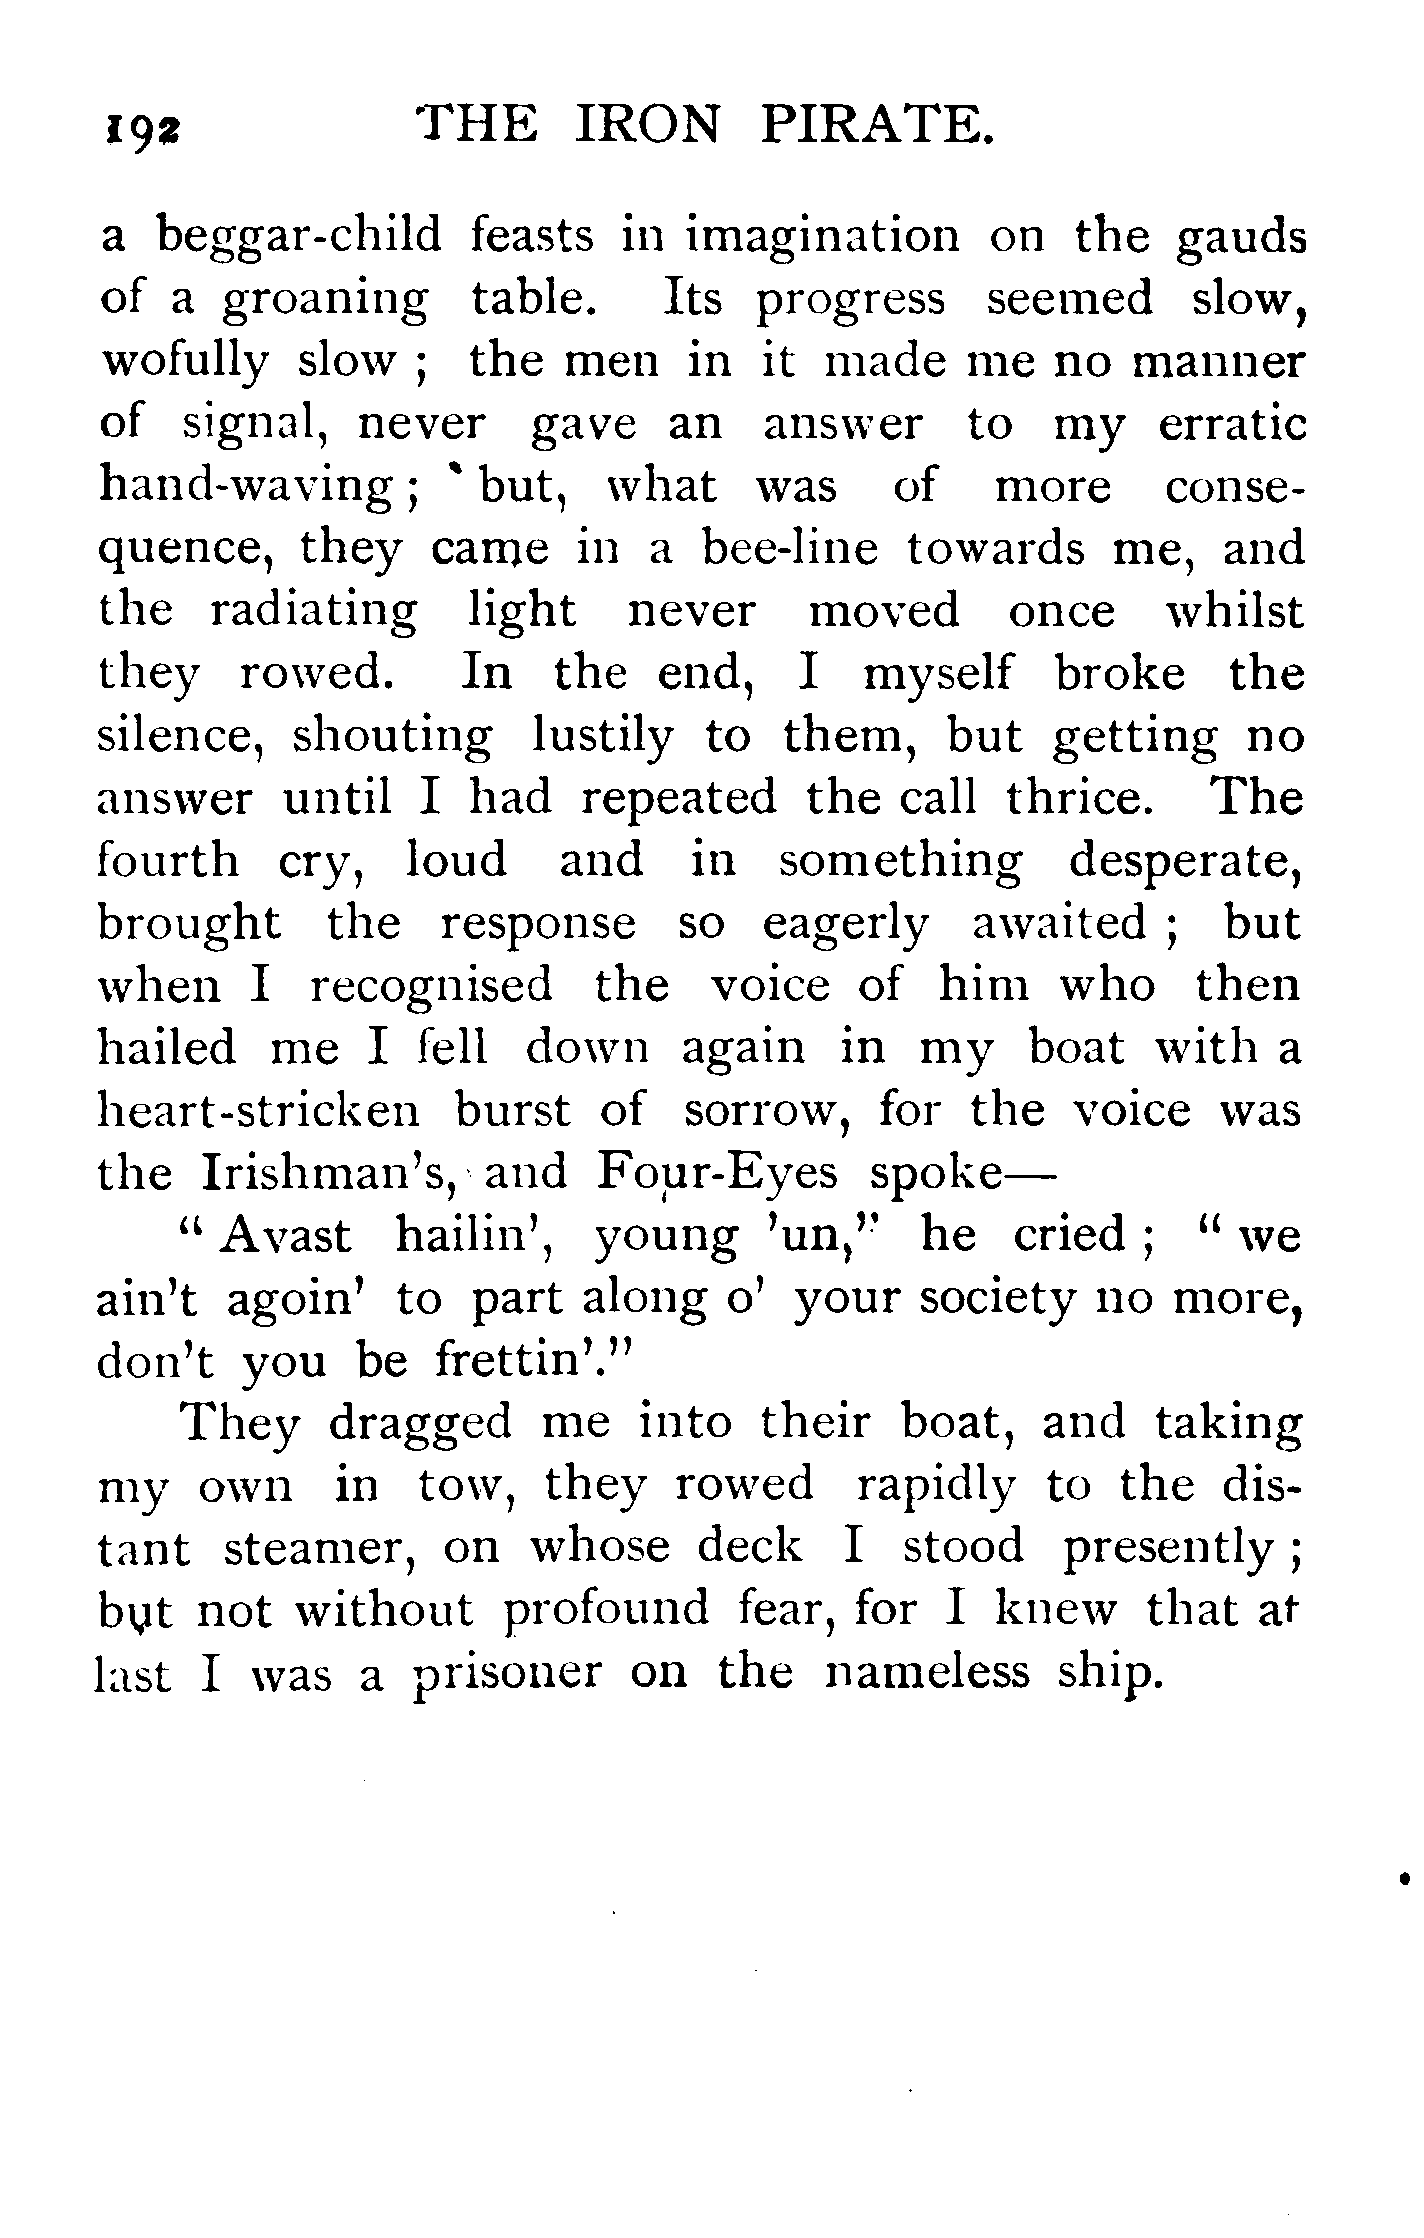 192 THE IRON PIRATE.
a beggar-child feasts in imagination on the gauds
of a groaning table. Its progress seemed slow,
wofully slow ; the men in it made me no manner
of signal, never gave an answer to my erratic
hand-waving ; but, what was of more conse-
quence, they came in a bee-line towards me, and
the radiating light never moved once whilst
they rowed. In the end, I myself broke the
silence, shouting lustily to them, but getting no
answer until I had repeated the call thrice. The
fourth cry, loud and in something desperate,
brought the response so eagerly awaited ; but
when I recognised the voice of him who then
hailed me I fell down again in my boat with a
heart-stricken burst of sorrow, for the voice was
the Irishman's, and Four-Eyes spoke—
" Avast hailin', young 'un," he cried ; " we
ain't agoin' to part along o' your society no more,
don't you be frettin'."
They dragged me into their boat, and taking
my own in tow, they rowed rapidly to the dis-
tant steamer, on whose deck I stood presently ;
but not without profound fear, for I knew that at
last I was a prisoner on the nameless ship.